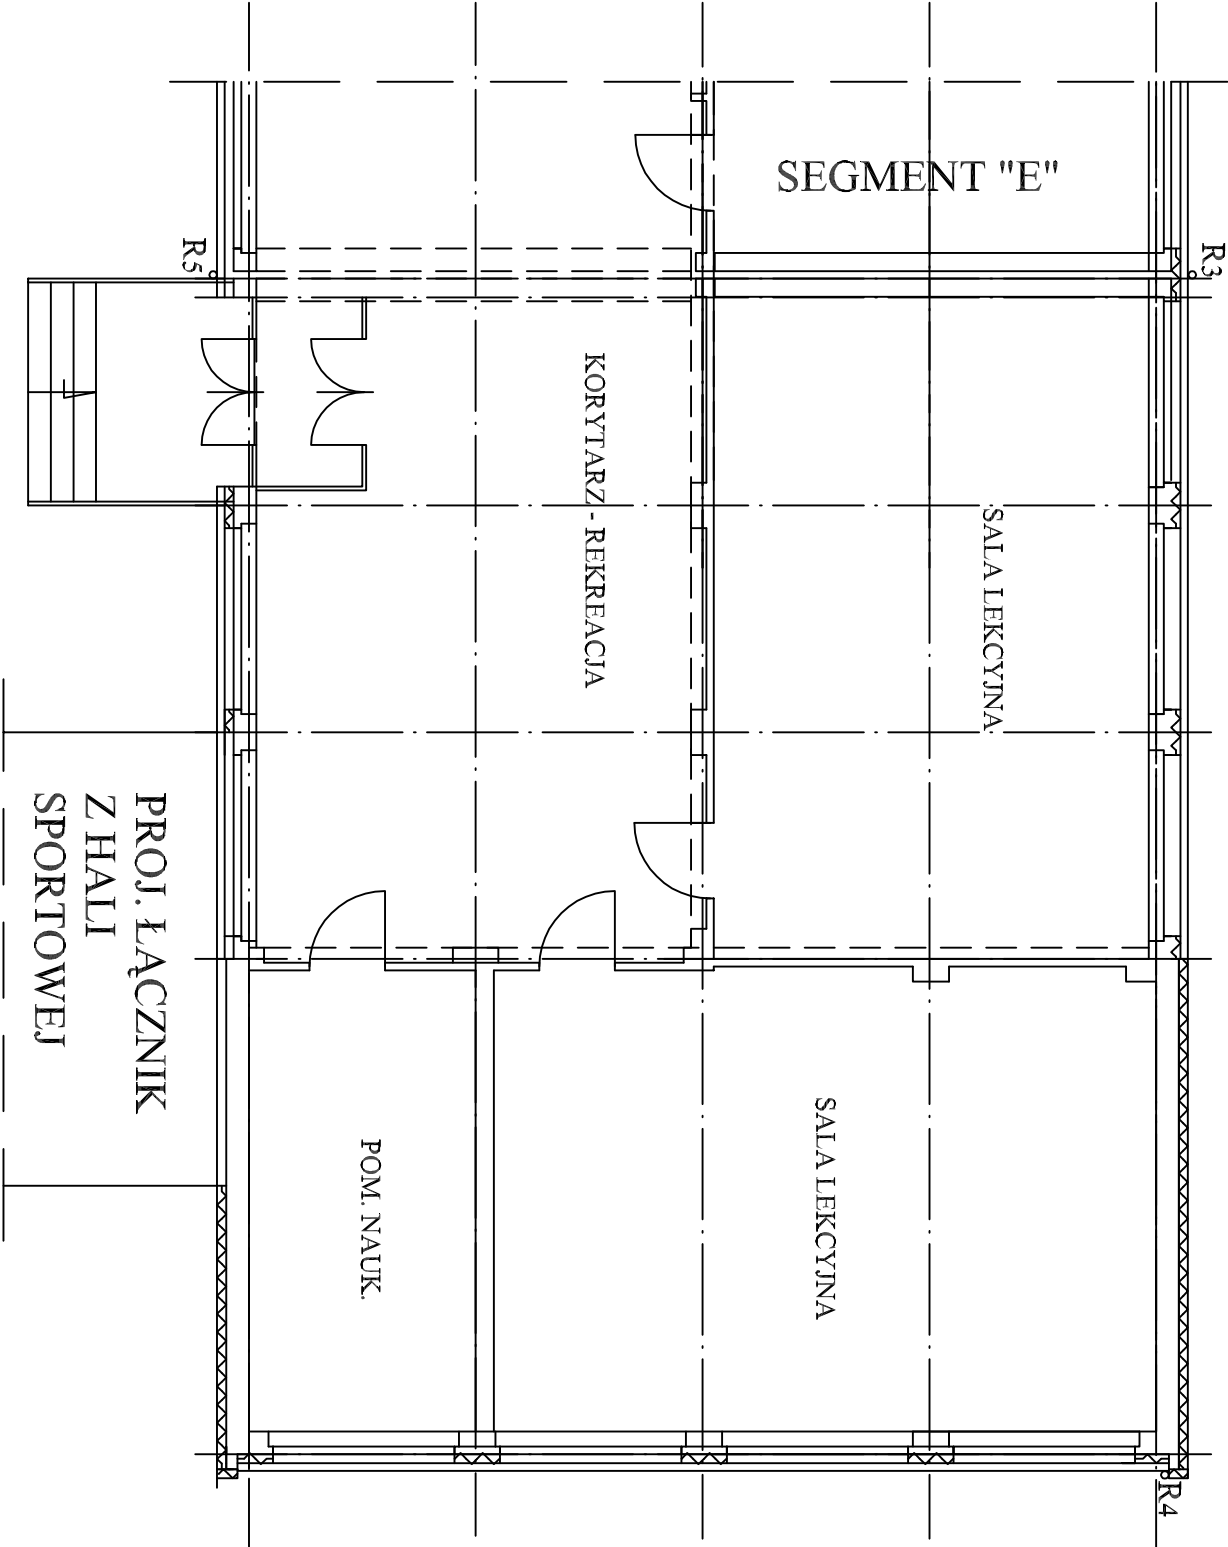 SEGMENT "E"
R3
R5
KORYTARZ - REKREACJA
SALA LEKCYJNA
PROJ. ŁĄCZNIK
Z HALI
SPORTOWEJ
POM. NAUK.
SALA LEKCYJNA
R4